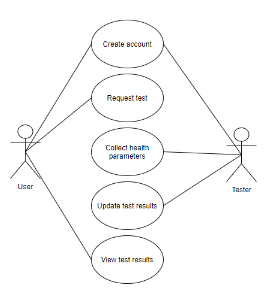 Create account
Request test
Collect health
parameters
User
Tester
Update test results
View test results